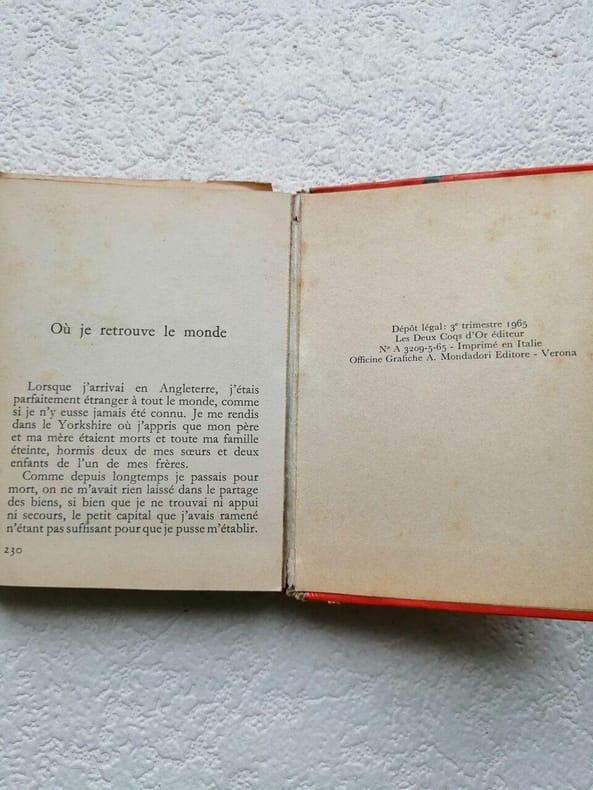 Où je retrouve le monde
Lorsque j'arrivai en Angleterre, j'étais
parfaitement étranger à tout le monde, comme
si je n'y eusse jamais été connu. Je me rendis
dans le Yorkshire où j'appris que mon père
et ma mère étaient morts et toute ma famille
éteinte, hormis deux de mes sœurs et deux
enfants de l'un de mes frères.
Comme depuis longtemps je passais pour
mort, on ne m'avait rien laissé dans le partage
des biens, si bien que je ne trouvai ni appui
ni secours, le petit capital que j'avais ramené
n'étant pas suffisant pour que je pusse m'établir.
230
Dépôt légal: 3e trimestre 1965
Les Deux Coqs d'Or éditeur
No A 3209-5-65 - Imprimé en Italie
Officine Grafiche A. Mondadori Editore - Verona